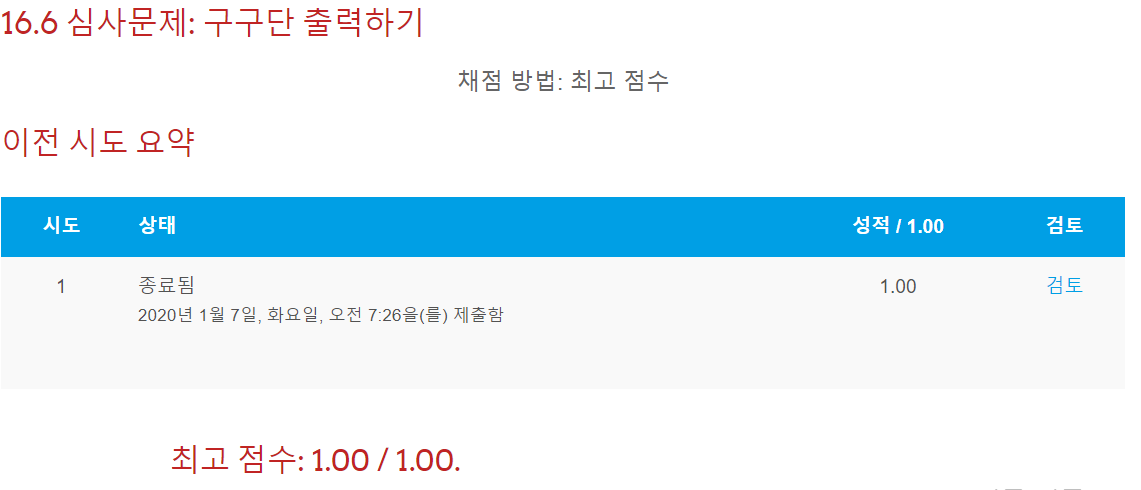 16.6 심사문제: 구구단 출력하기
채점 방법: 최고 점수
이전 시도 요약
시도 상태 성적 / 1.00 검토
1 종료됨 1.00 검토
2020년 1월 7일, 화요일, 오전 7:26을(를) 제출함
최고 점수: 1.00 / 1.00.